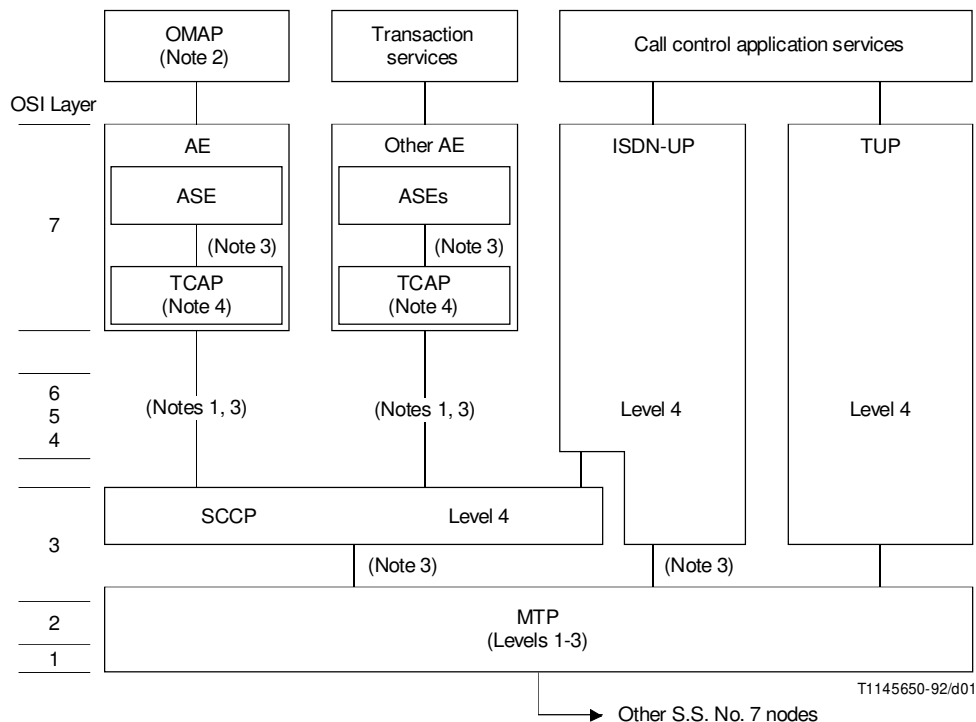 OMAP
(Note 2)
Transaction
services
Call control application services
OSI Layer
AE
Other AE
ISDN-UP
TUP
ASE
ASEs
7
(Note 3)
(Note 3)
TCAP
(Note 4)
TCAP
(Note 4)
6
5
4
(Notes 1, 3)
(Notes 1, 3)
Level 4
Level 4
SCCP
Level 4
3
(Note 3)
(Note 3)
2
MTP
(Levels 1-3)
1
T1145650-92/d01
Other S.S. No. 7 nodes